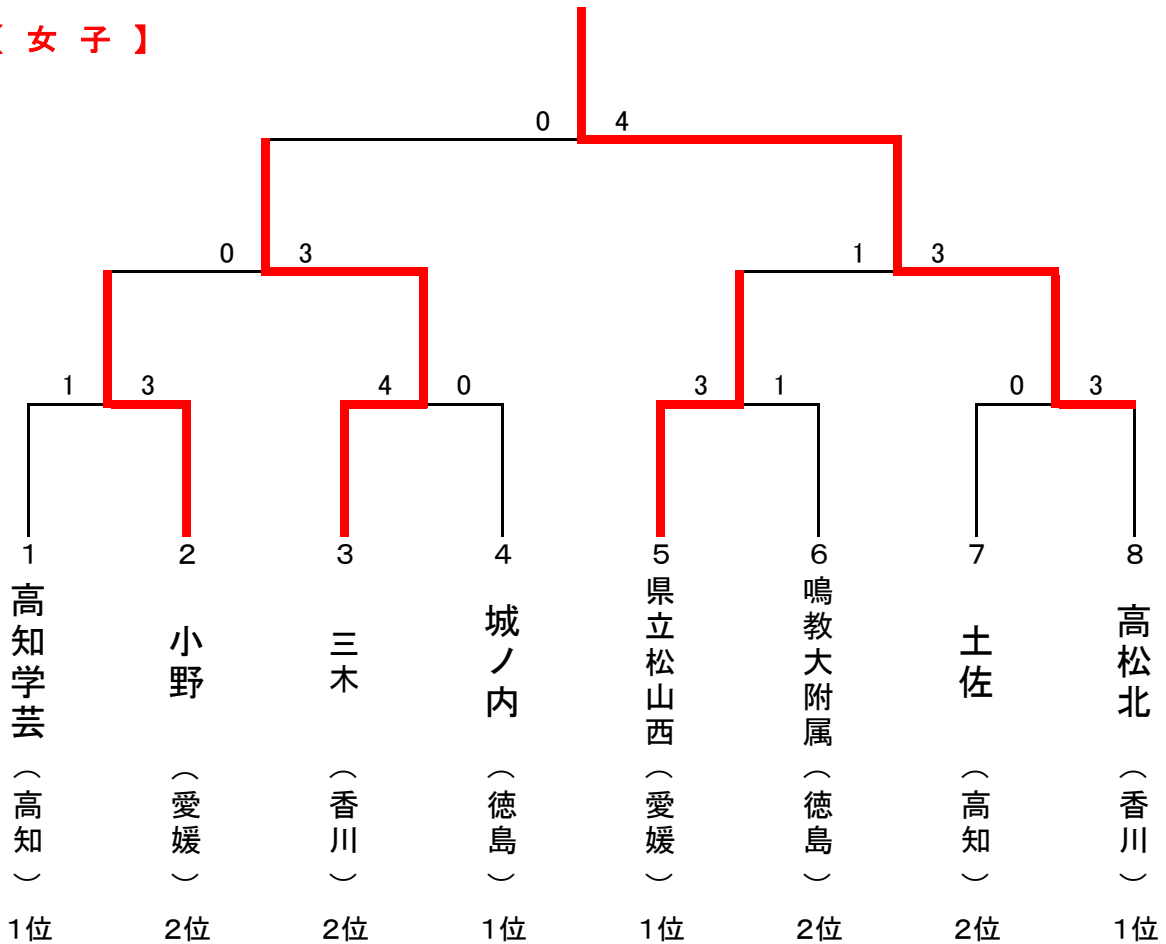 【 女 子 】
0 4
0 3
1 3
1 3
4 0
3 1
0 3
1 2 3 4 5 6 7 8
高知学芸
(高知)
1位
小野
(愛媛)
2位
三木
(香川)
2位
城ノ内
(徳島)
1位
県立松山西
(愛媛)
1位
鳴教大附属
(徳島)
2位
土佐
(高知)
2位
高松北
(香川)
1位